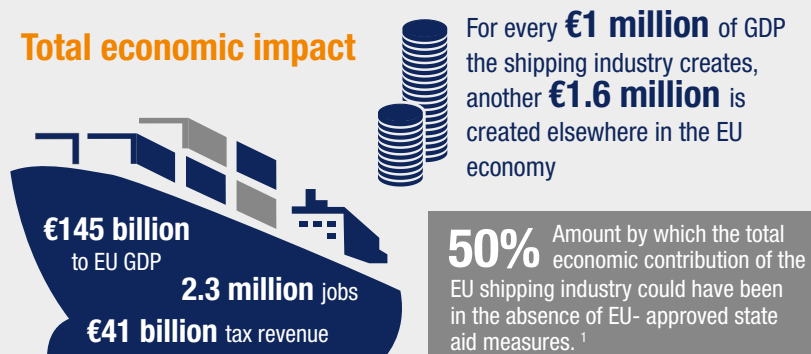 Total economic impact
For every €1 million of GDP
the shipping industry creates,
another €1.6 million is
created elsewhere in the EU
economy
€145 billion
to EU GDP
2.3 million jobs
€41 billion tax revenue
50% Amount by which the total
economic contribution of the
EU shipping industry could have been
in the absence of EU- approved state
aid measures. 1